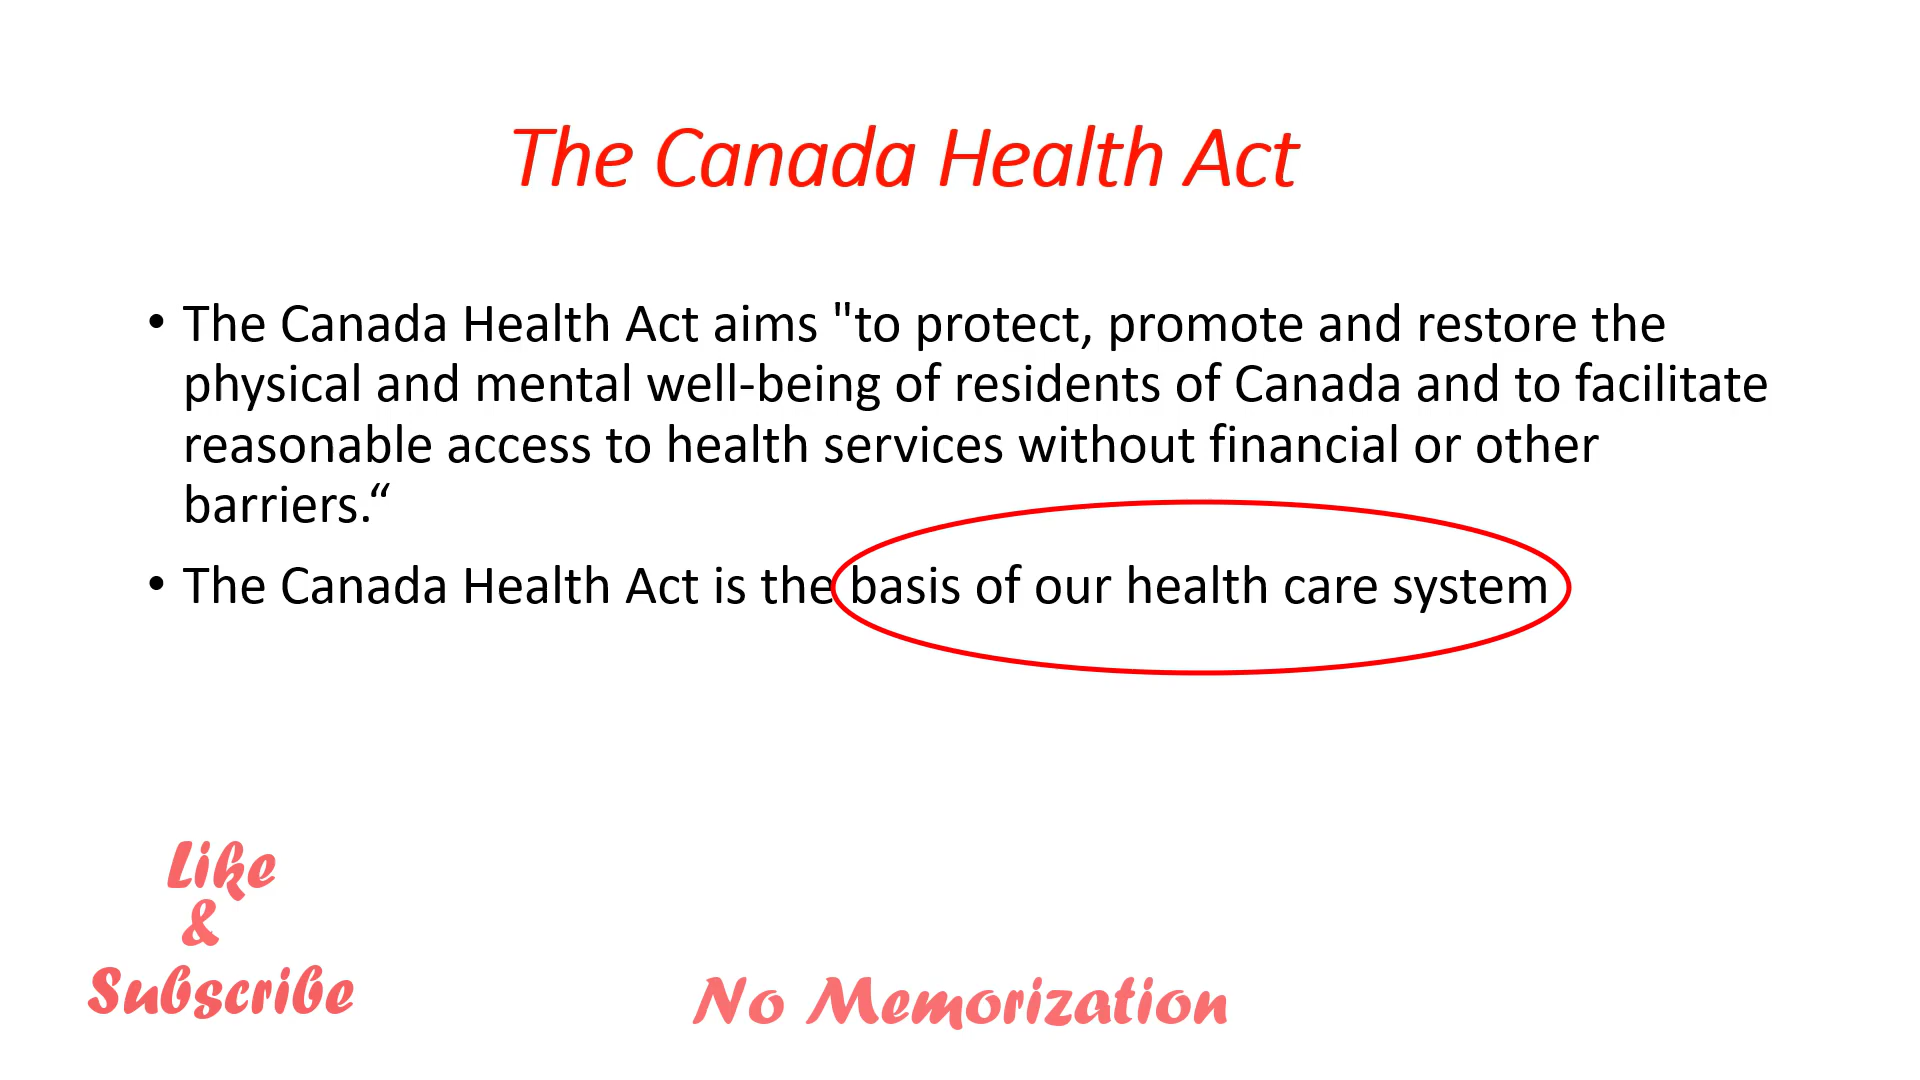 The Canada Health Act
• The Canada Health Act aims "to protect, promote and restore the
physical and mental well-being of residents of Canada and to facilitate
reasonable access to health services without financial or other
barriers.“
• The Canada Health Act is the basis of our health care system
Like
&
Subscribe
No Memorization